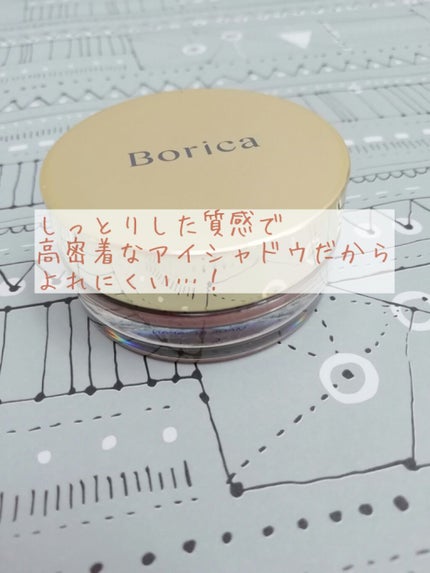 Borica
しっとりした質感で
高密着なアイシャドウだから
よれにくい…！